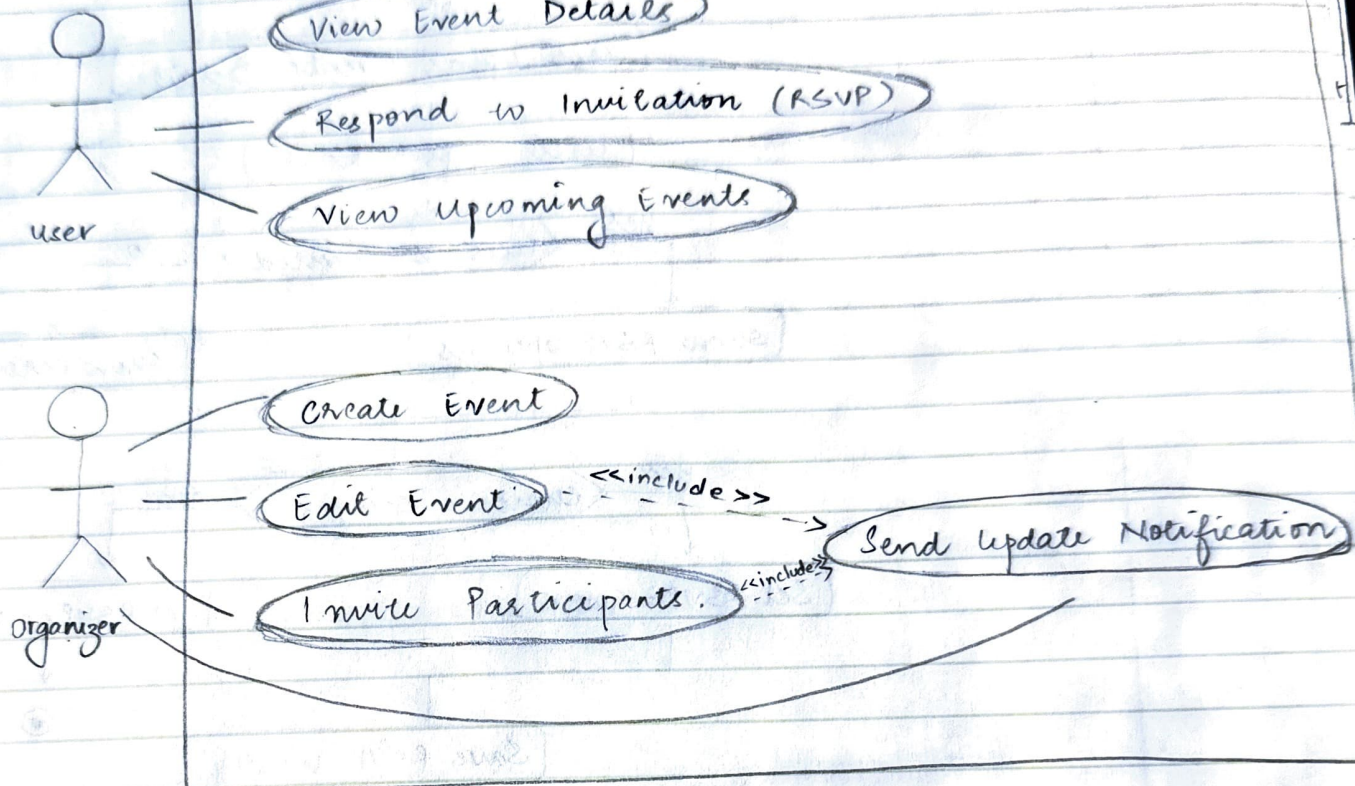 View Event Details
Respond to Invitation (RSVP)
View Upcoming Events
user
Create Event
Edit Event
<<include>>
Send Update Notification
<<include>>
Invite Participants.
organizer